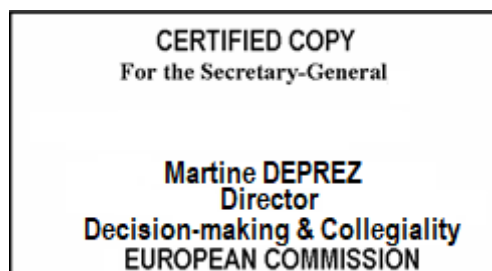 CERTIFIED COPY
For the Secretary-General
Martine DEPREZ
Director
Decision-making & Collegiality
EUROPEAN COMMISSION